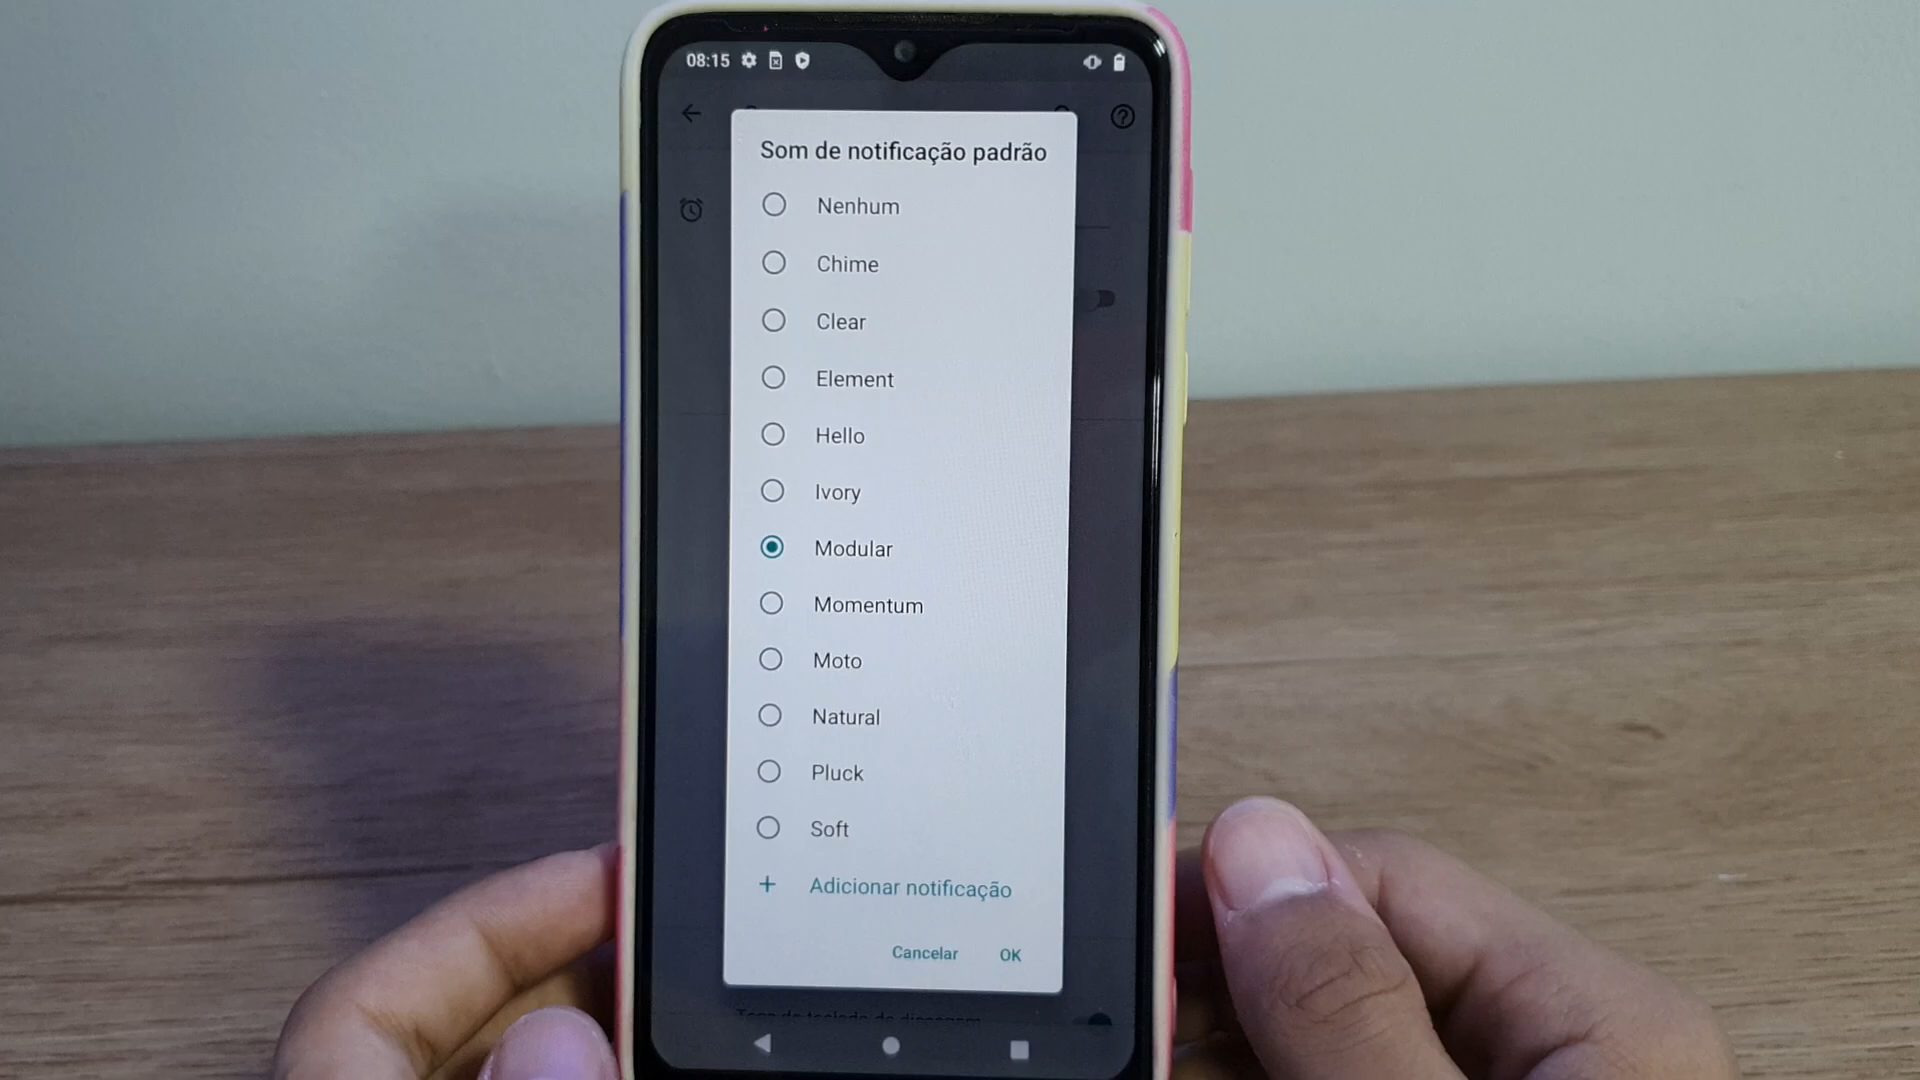 08:15
Som de notificação padrão
Nenhum
Chime
Clear
Element
Hello
Ivory
Modular
Momentum
Moto
Natural
Pluck
Soft
+ Adicionar notificação
Cancelar OK